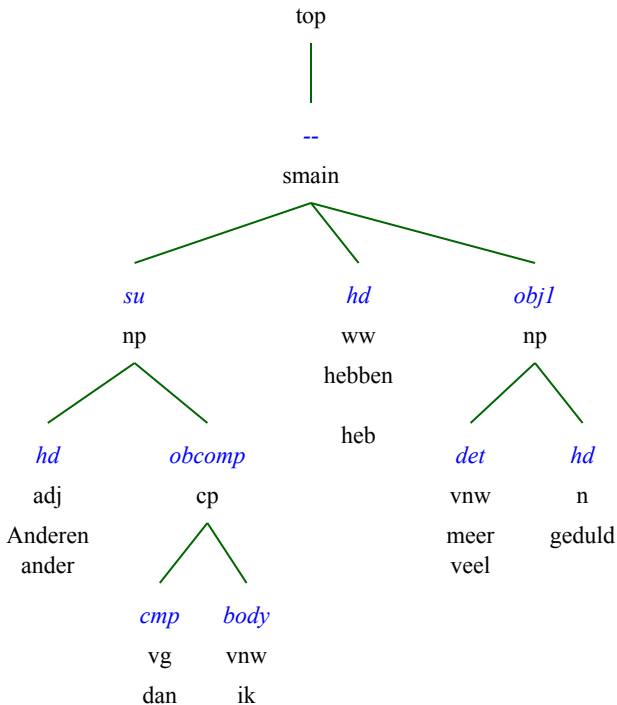 top
--
smain
su hd obj1
np ww np
hebben
heb
hd obcomp det hd
adj cp vnw n
Anderen meer geduld
ander veel
cmp body
vg vnw
dan ik